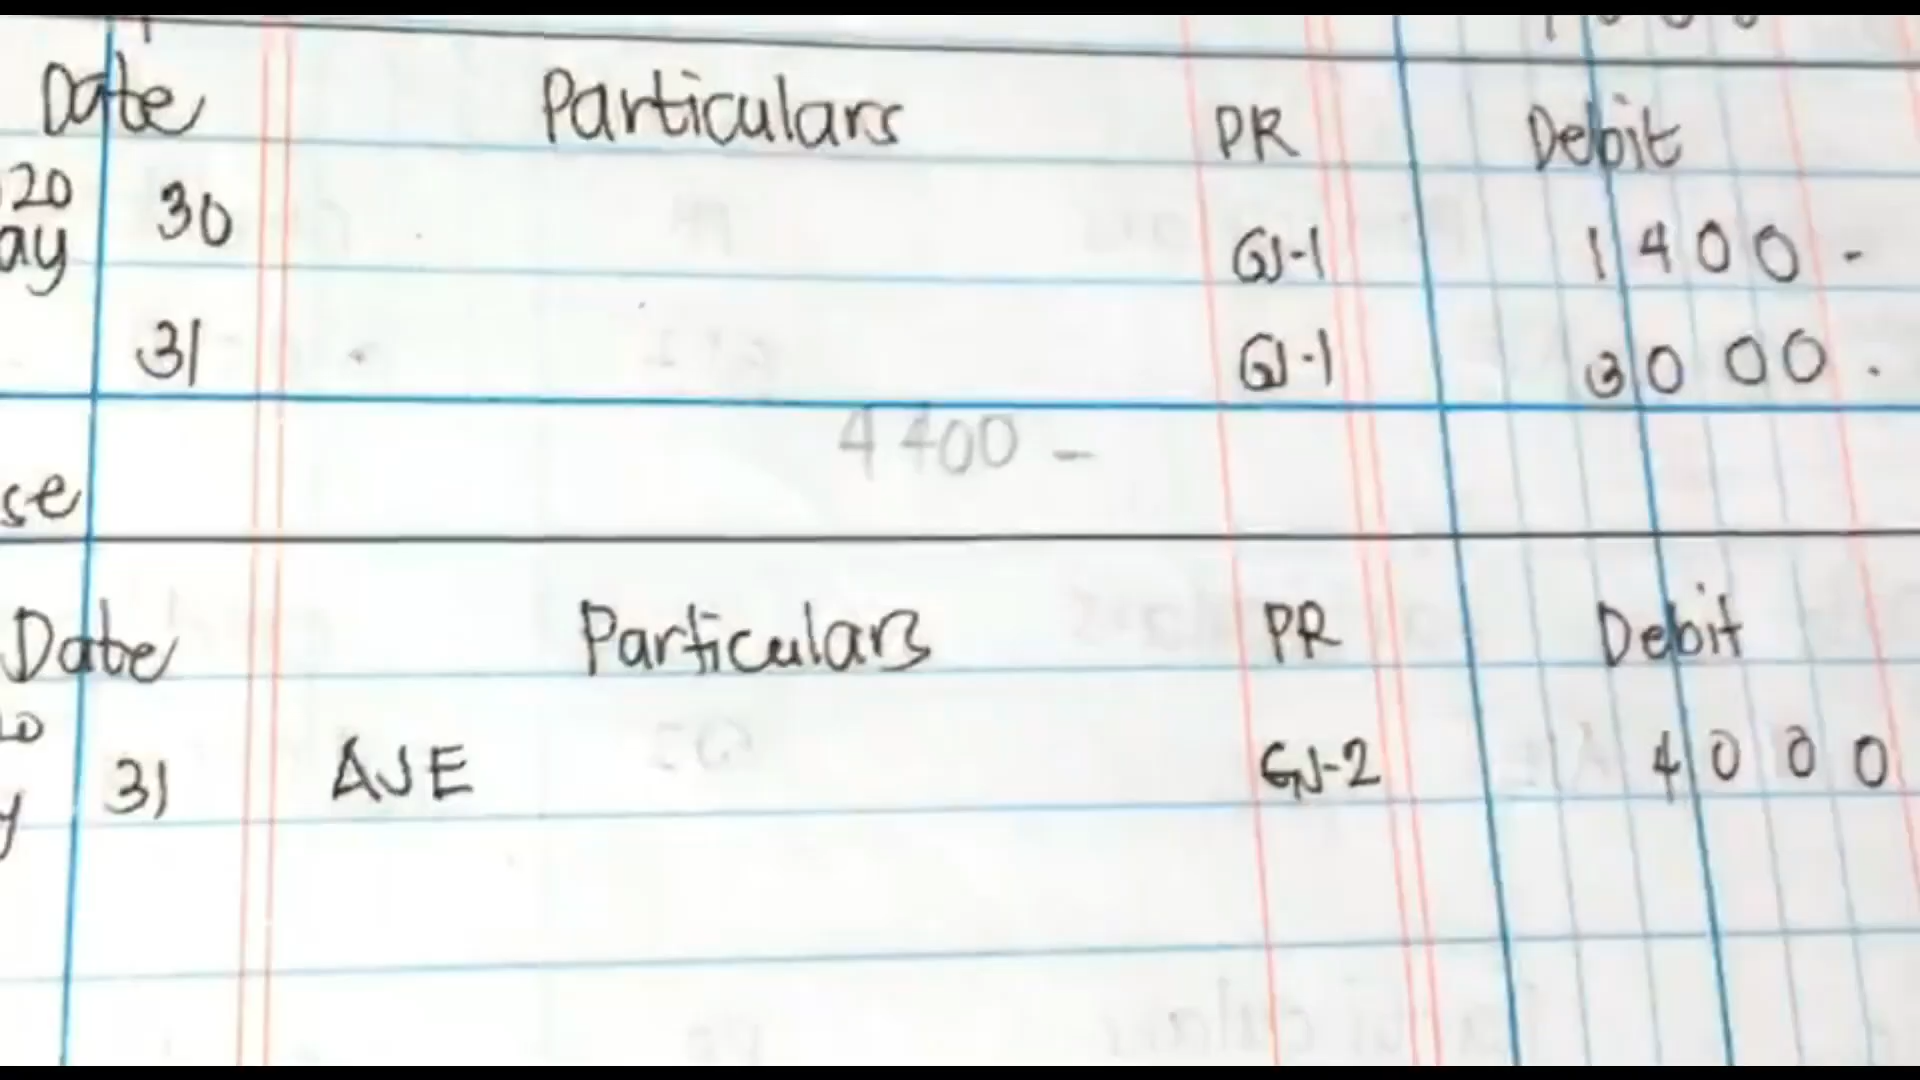 Date Particulars PR Debit
20
ay 30 GJ-1 1400 -
31 GJ-1 3000.
4400 -
se
Date Particulars PR Debit
31 AJE GJ-2 4000
y